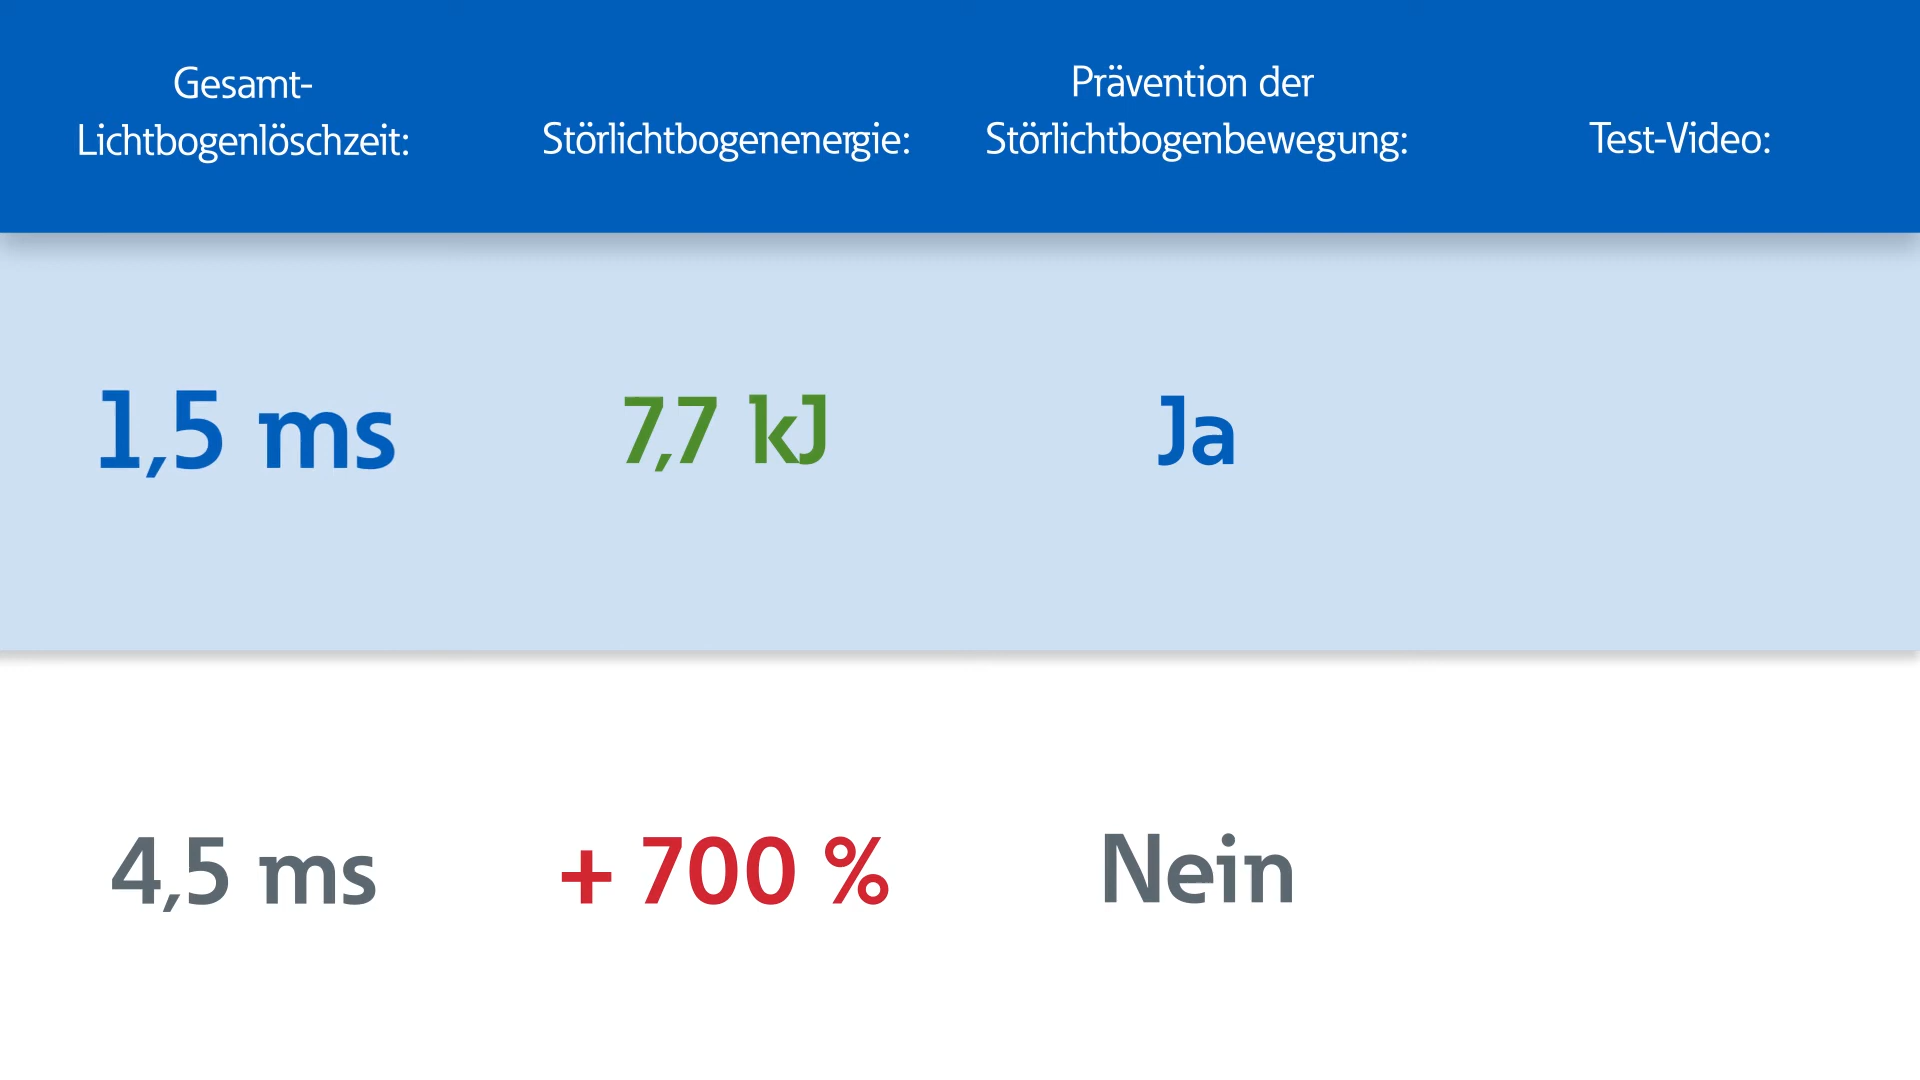 Gesamt-
Lichtbogenlöschzeit:
Störlichtbogenenergie:
Prävention der
Störlichtbogenbewegung:
Test-Video:
1,5 ms
7,7 kJ
Ja
4,5 ms
+ 700 %
Nein